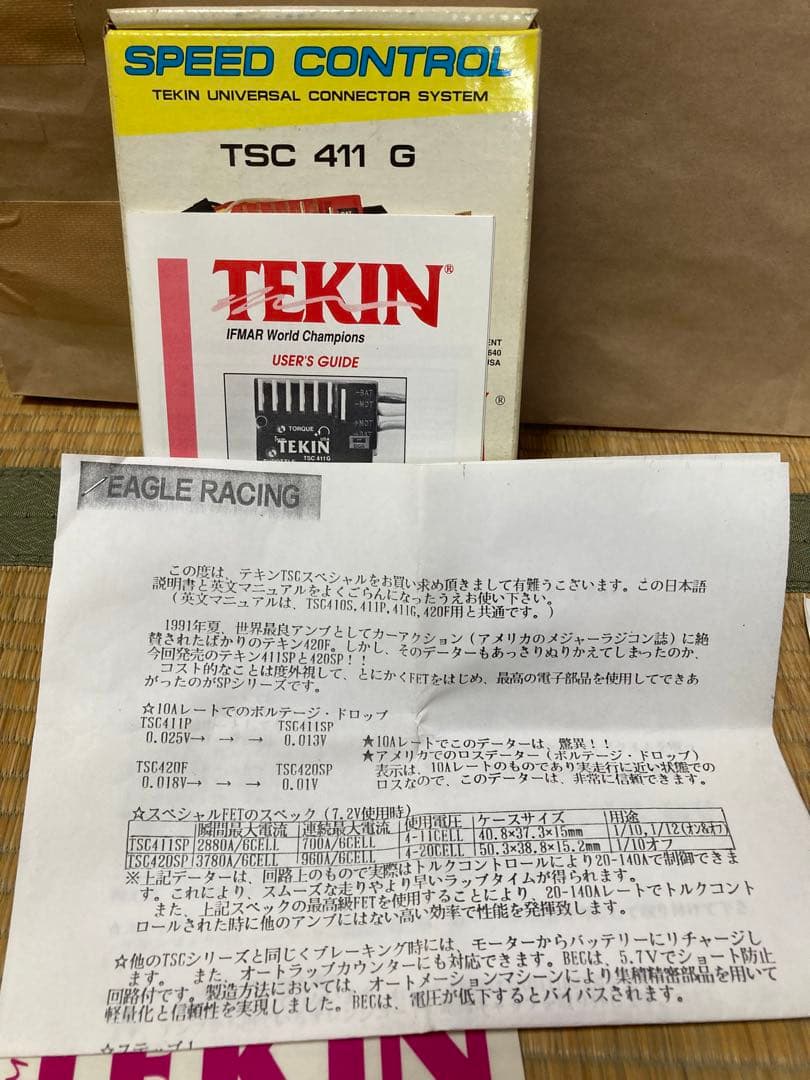 SPEED CONTROL
TEKIN UNIVERSAL CONNECTOR SYSTEM
TSC 411 G
TEKIN®
IFMAR World Champions
USER'S GUIDE
ENT
640
USA
®
-BAT
-MOT
+MOT
+BAT
TORQUE
TEKIN
TSC 411G
EAGLE RACING
この度は、テキンTSCスペシャルをお買い求め頂きまして有難うございます。この日本語
説明書と英文マニュアルをよくごらんになったうえお使い下さい。
(英文マニュアルは、TSC410S,411P,411G,420F用と共通です。)
1991年夏、世界最良アンプとしてカーアクション(アメリカのメジャーラジコン誌)に絶
賛されたばかりのテキン420F。しかし、そのデーターもあっさりぬりかえてしまったのか、
今回発売のテキン411SPと420SP!!
コスト的なことは度外視して、とにかくFETをはじめ、最高の電子部品を使用してできあ
がったのがSPシリーズです。
☆10Aレートでのボルテージ・ドロップ
TSC411P TSC411SP
0.025V→ → → 0.013V
★10Aレートでこのデーターは、驚異!!
★アメリカでのロスデーター(ボルテージ・ドロップ)
表示は、10Aレートのものであり実走行に近い状態での
ロスなので、このデーターは、非常に信頼できます。
TSC420F TSC420SP
0.018V→ → → 0.01V
☆スペシャルFETのスペック(7.2V使用時)
瞬間最大電流 連続最大電流 使用電圧 ケースサイズ 用途
TSC411SP 2880A/6CELL 700A/6CELL 4-11CELL 40.8×37.3×15mm 1/10,1/12(オン&オフ)
TSC420SP 3780A/6CELL 960A/6CELL 4-20CELL 50.3×38.8×15.2mm 1/10オフ
※上記データーは、回路上のもので実際はトルクコントロールにより20-140Aで制御できま
す。これにより、スムーズな走りやより早いラップタイムが得られます。
また、上記スペックの最高級FETを使用することにより、20-140Aレートでトルクコント
ロールされた時に他のアンプにはない高い効率で性能を発揮致します。
☆他のTSCシリーズと同じくブレーキング時には、モーターからバッテリーにリチャージし
ます。また、オートラップカウンターにも対応できます。BECは、5.7Vでショート防止
回路付です。製造方法においては、オートメーションマシーンにより集積精密部品を用いて
軽量化と信頼性を実現しました。BECは、電圧が低下するとバイパスされます。
TEKIN